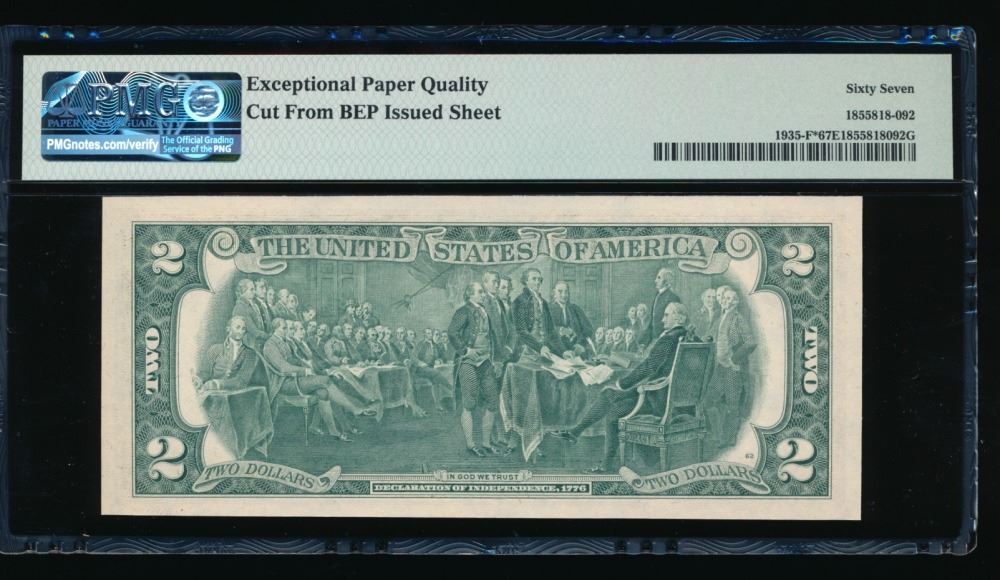 PMG
PAPER MONEY GUARANTY
PMGnotes.com/verify
The Official Grading
Service of the PNG
Exceptional Paper Quality
Cut From BEP Issued Sheet
Sixty Seven
1855818-092
1935-F*67E1855818092G
2 THE UNITED STATES OF AMERICA 2
TWO TWO
2 2
62
TWO DOLLARS IN GOD WE TRUST TWO DOLLARS
DECLARATION OF INDEPENDENCE, 1776